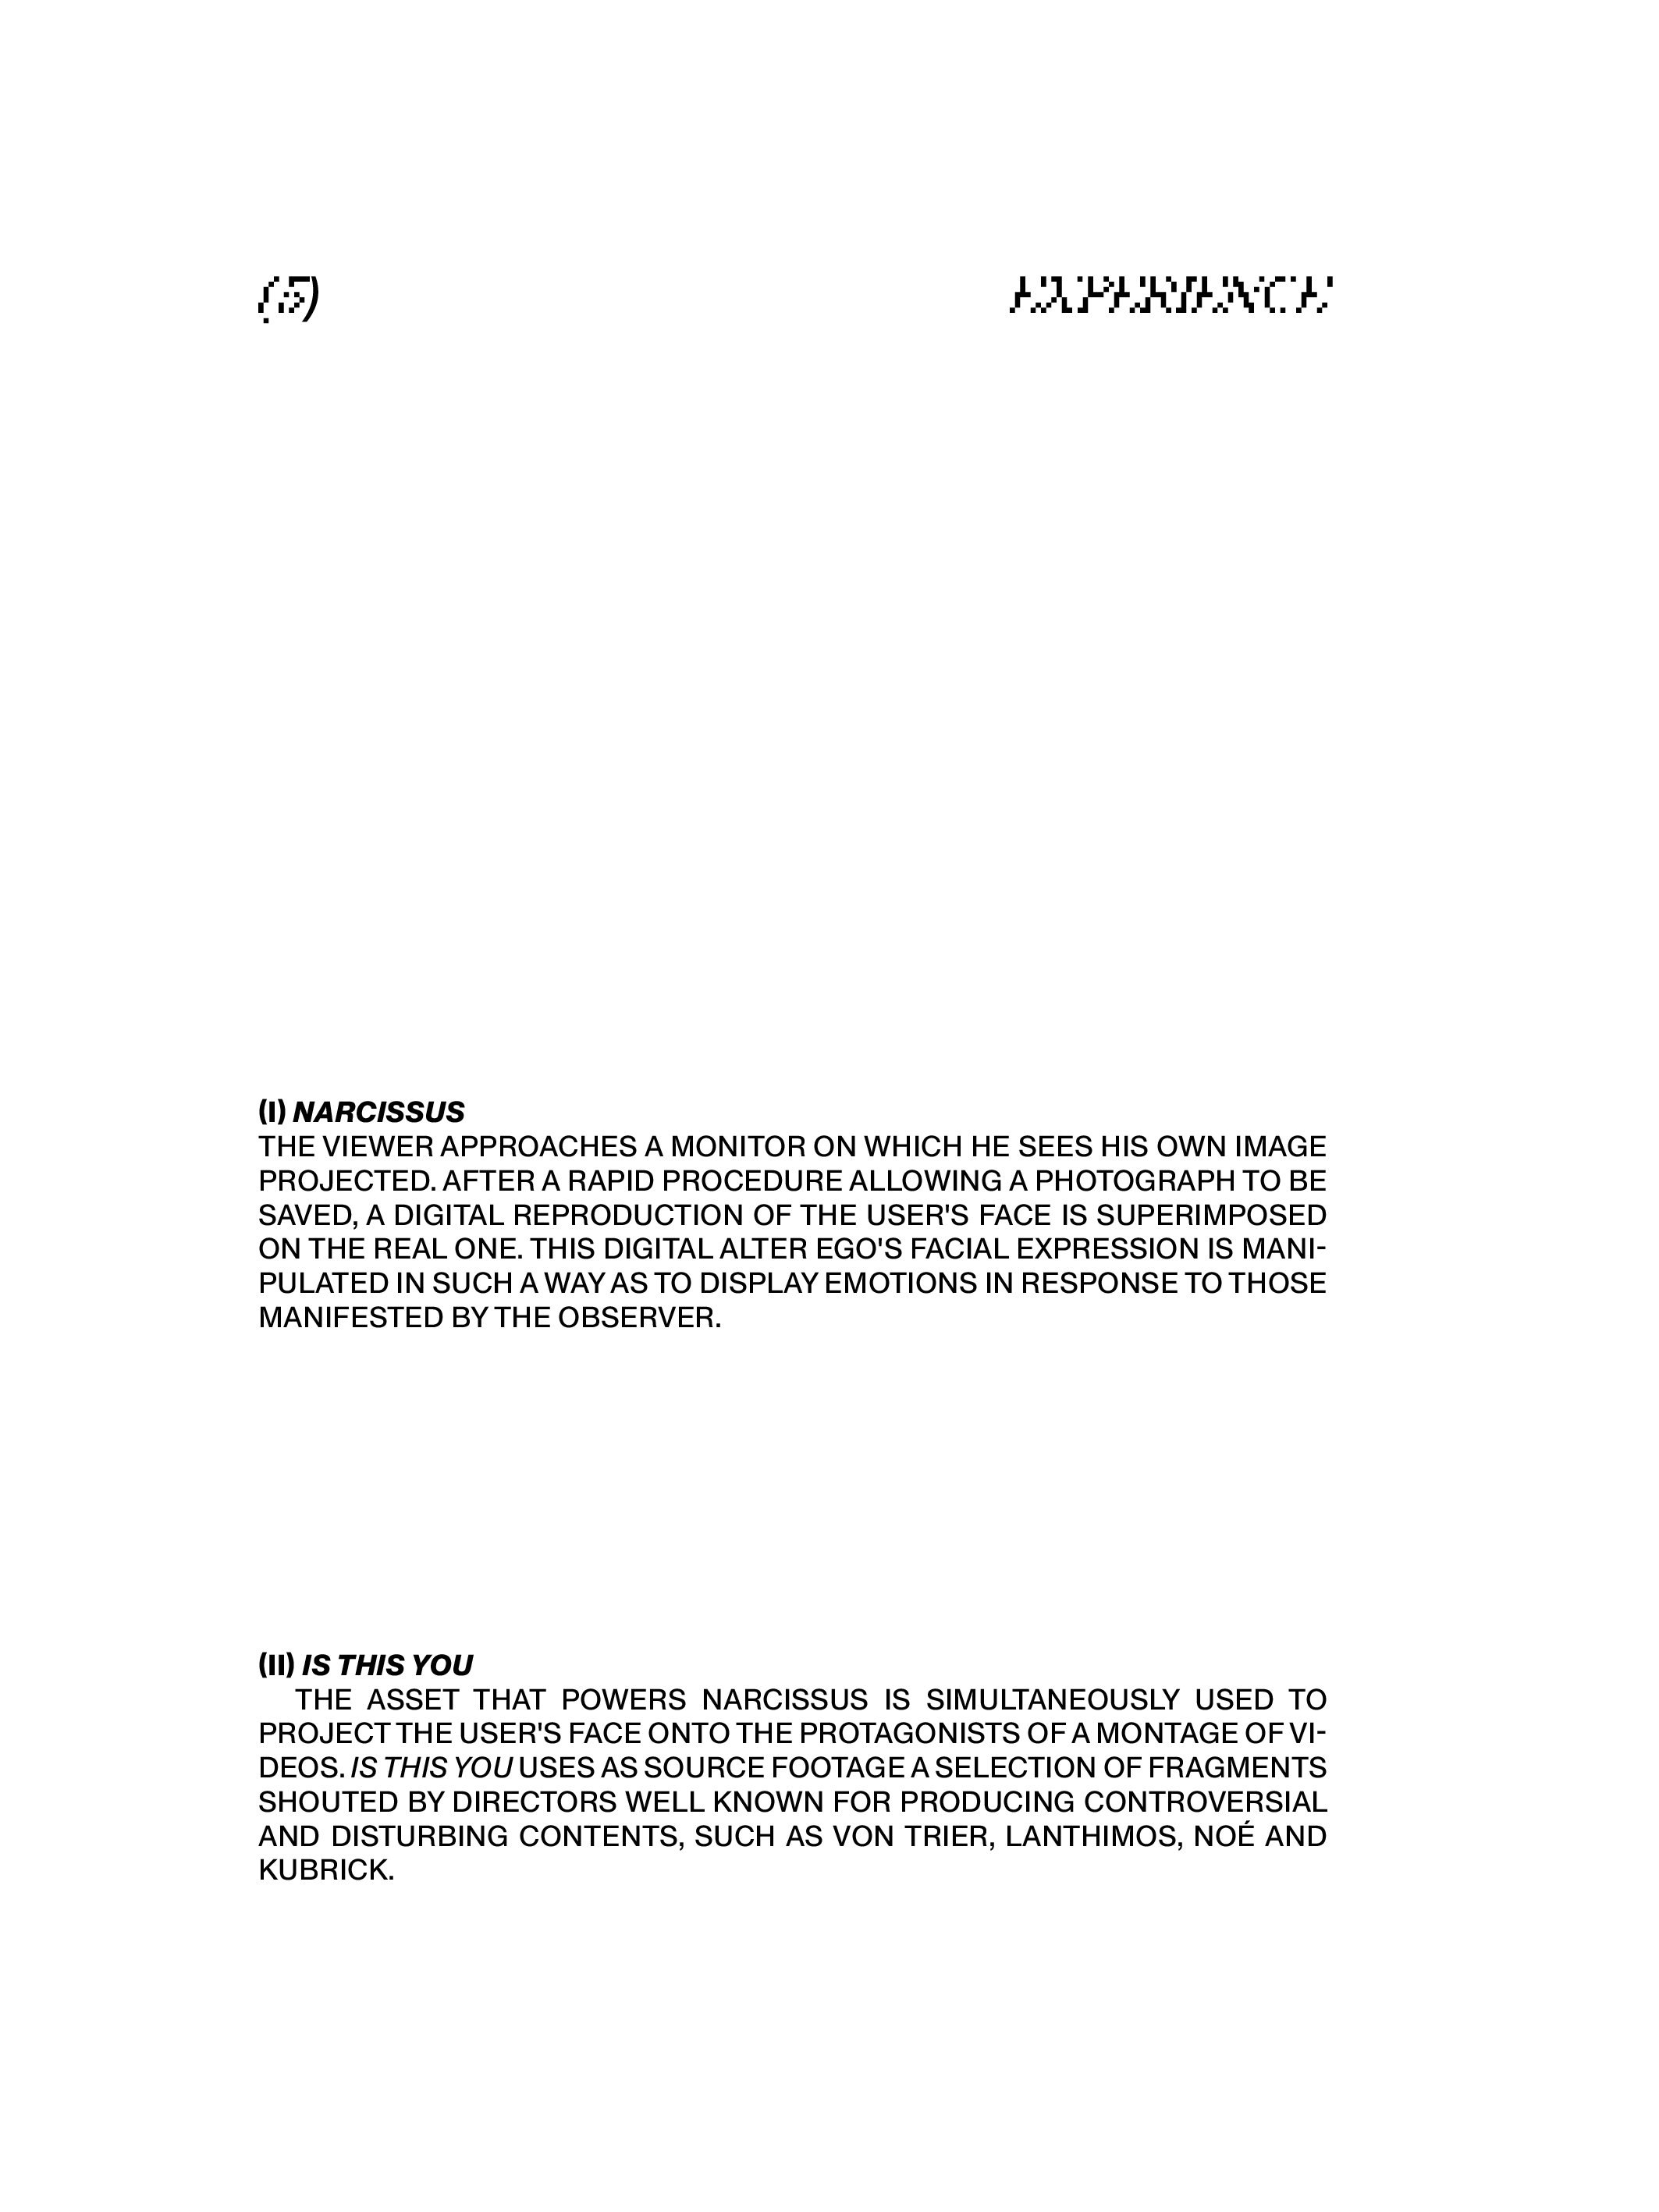 (5)
(I) NARCISSUS
THE VIEWER APPROACHES A MONITOR ON WHICH HE SEES HIS OWN IMAGE
PROJECTED. AFTER A RAPID PROCEDURE ALLOWING A PHOTOGRAPH TO BE
SAVED, A DIGITAL REPRODUCTION OF THE USER'S FACE IS SUPERIMPOSED
ON THE REAL ONE. THIS DIGITAL ALTER EGO'S FACIAL EXPRESSION IS MANI-
PULATED IN SUCH A WAY AS TO DISPLAY EMOTIONS IN RESPONSE TO THOSE
MANIFESTED BY THE OBSERVER.
(II) IS THIS YOU
THE ASSET THAT POWERS NARCISSUS IS SIMULTANEOUSLY USED TO
PROJECT THE USER'S FACE ONTO THE PROTAGONISTS OF A MONTAGE OF VI-
DEOS. IS THIS YOU USES AS SOURCE FOOTAGE A SELECTION OF FRAGMENTS
SHOUTED BY DIRECTORS WELL KNOWN FOR PRODUCING CONTROVERSIAL
AND DISTURBING CONTENTS, SUCH AS VON TRIER, LANTHIMOS, NOÉ AND
KUBRICK.